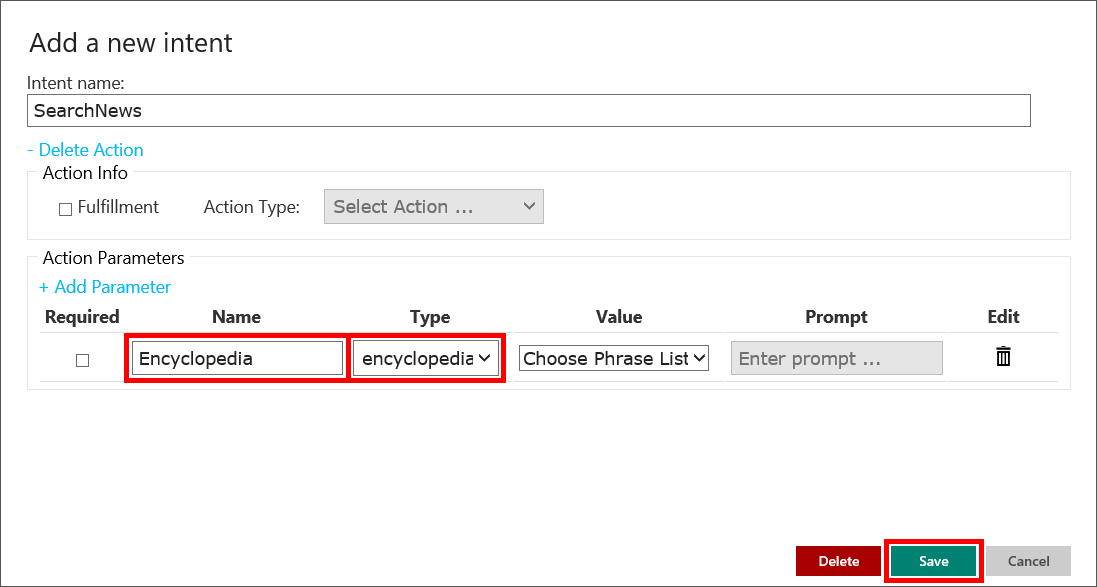 Add a new intent
Intent name:
SearchNews
- Delete Action
Action Info
Fulfillment Action Type: Select Action ...
Action Parameters
+ Add Parameter
Required Name Type Value Prompt Edit
Encyclopedia encyclopedia Choose Phrase List Enter prompt ...
Delete Save Cancel